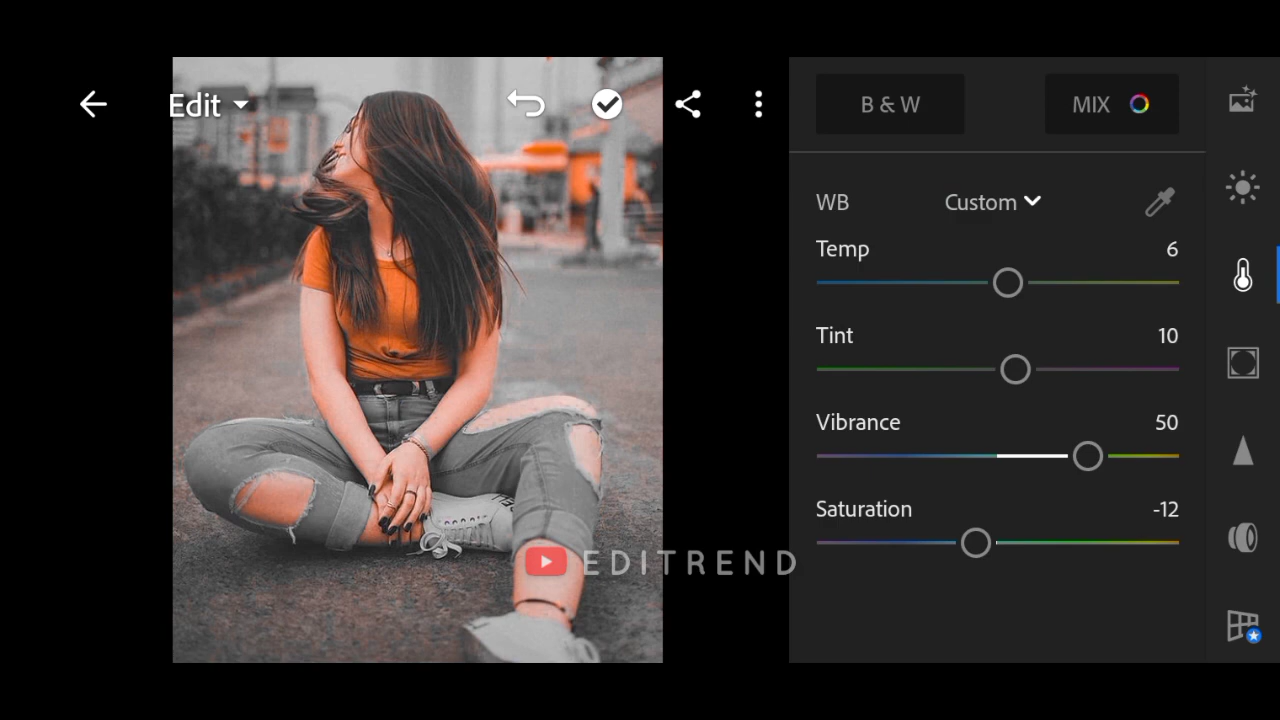 Edit
B & W
MIX
WB Custom
Temp 6
Tint 10
Vibrance 50
Saturation -12
EDITREND